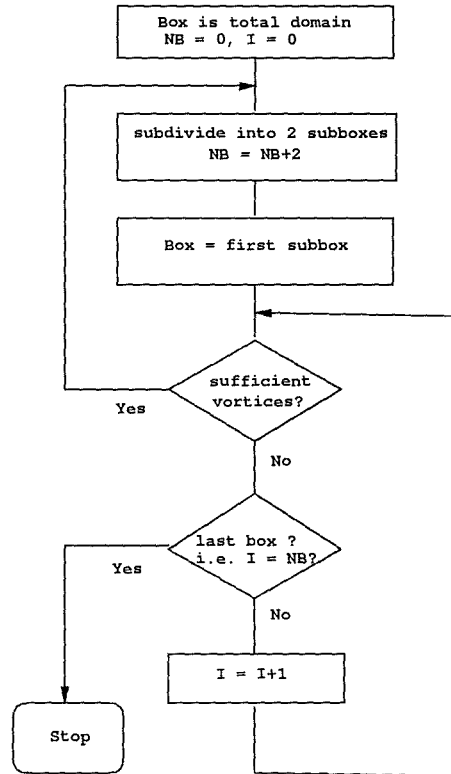 Box is total domain
NB = 0, I = 0
subdivide into 2 subboxes
NB = NB+2
Box = first subbox
sufficient
vortices?
Yes
No
last box ?
i.e. I = NB?
Yes
No
I = I+1
Stop